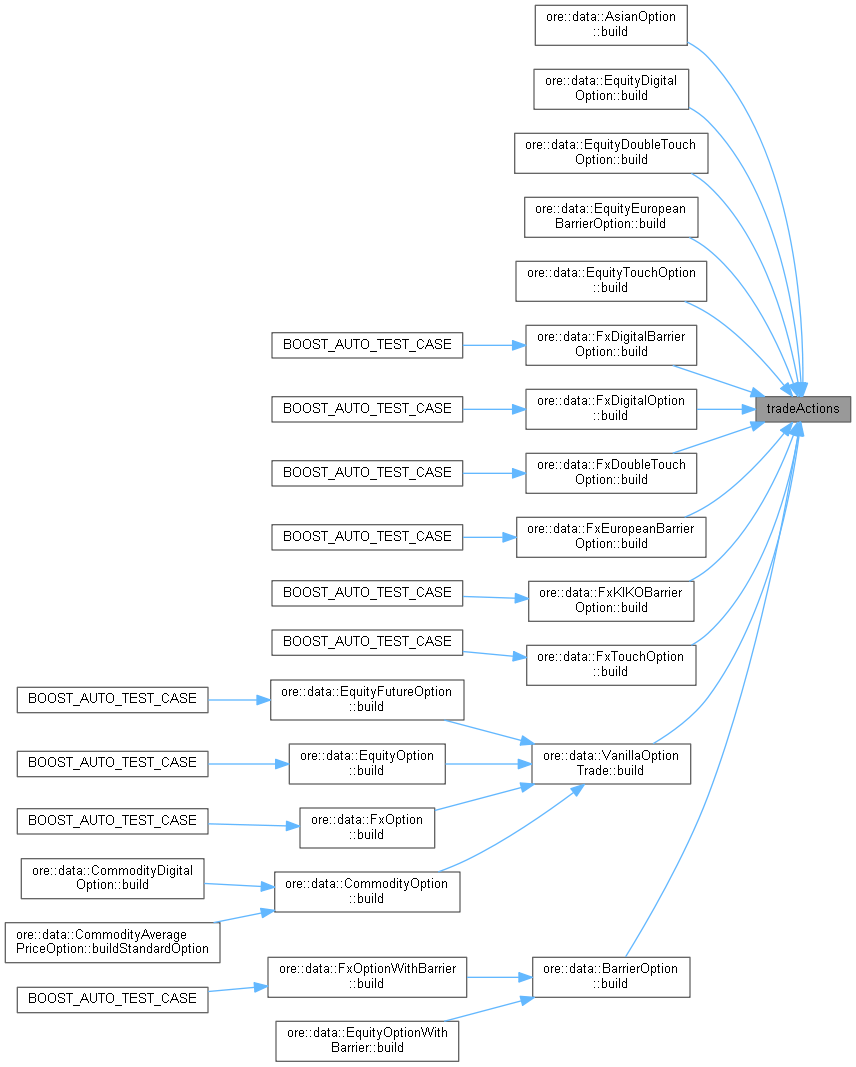 ore::data::AsianOption
::build
ore::data::EquityDigital
Option::build
ore::data::EquityDoubleTouch
Option::build
ore::data::EquityEuropean
BarrierOption::build
ore::data::EquityTouchOption
::build
BOOST_AUTO_TEST_CASE
ore::data::FxDigitalBarrier
Option::build
BOOST_AUTO_TEST_CASE
ore::data::FxDigitalOption
::build
tradeActions
BOOST_AUTO_TEST_CASE
ore::data::FxDoubleTouch
Option::build
BOOST_AUTO_TEST_CASE
ore::data::FxEuropeanBarrier
Option::build
BOOST_AUTO_TEST_CASE
ore::data::FxKIKOBarrier
Option::build
BOOST_AUTO_TEST_CASE
ore::data::FxTouchOption
::build
BOOST_AUTO_TEST_CASE
ore::data::EquityFutureOption
::build
BOOST_AUTO_TEST_CASE
ore::data::EquityOption
::build
ore::data::VanillaOption
Trade::build
BOOST_AUTO_TEST_CASE
ore::data::FxOption
::build
ore::data::CommodityDigital
Option::build
ore::data::CommodityOption
::build
ore::data::CommodityAverage
PriceOption::buildStandardOption
ore::data::FxOptionWithBarrier
::build
ore::data::BarrierOption
::build
BOOST_AUTO_TEST_CASE
ore::data::EquityOptionWith
Barrier::build